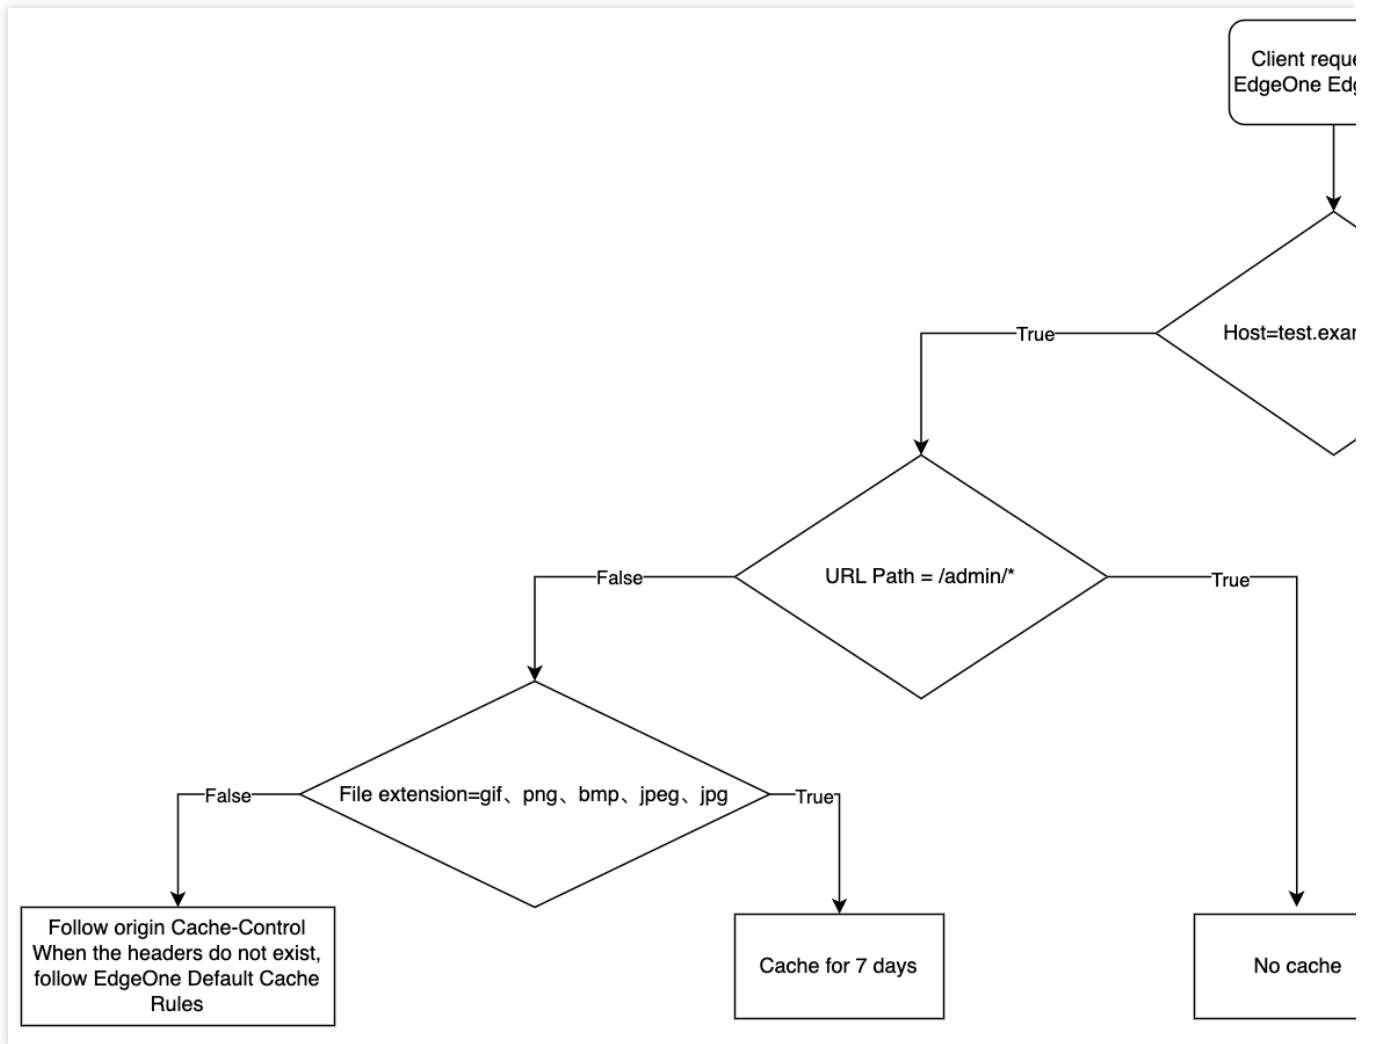 Client reque
EdgeOne Edg
Host=test.exar
True
URL Path = /admin/*
False
True
File extension=gif、png、bmp、jpeg、jpg
False
True
Follow origin Cache-Control
When the headers do not exist,
follow EdgeOne Default Cache
Rules
Cache for 7 days
No cache